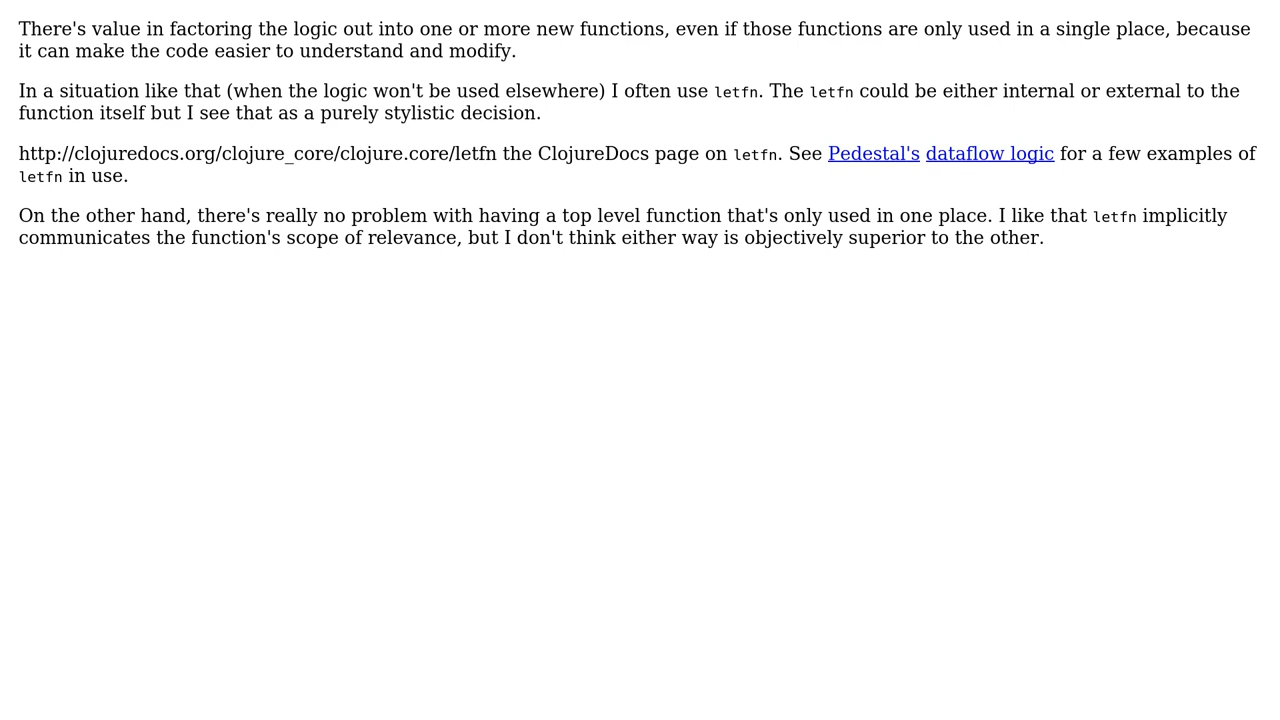 There's value in factoring the logic out into one or more new functions, even if those functions are only used in a single place, because
it can make the code easier to understand and modify.
In a situation like that (when the logic won't be used elsewhere) I often use letfn. The letfn could be either internal or external to the
function itself but I see that as a purely stylistic decision.
http://clojuredocs.org/clojure_core/clojure.core/letfn the ClojureDocs page on letfn. See Pedestal's dataflow logic for a few examples of
letfn in use.
On the other hand, there's really no problem with having a top level function that's only used in one place. I like that letfn implicitly
communicates the function's scope of relevance, but I don't think either way is objectively superior to the other.